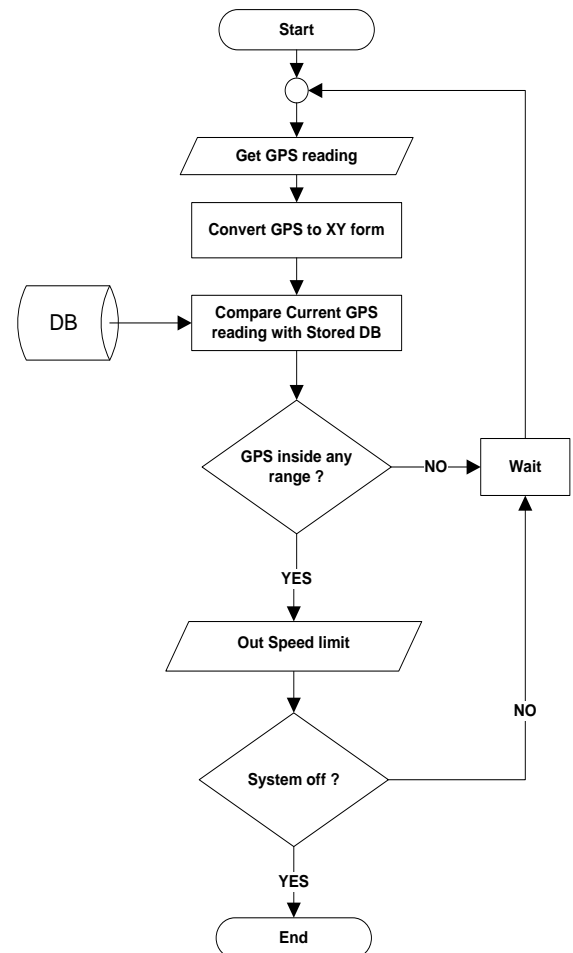 Start
Get GPS reading
Convert GPS to XY form
DB
Compare Current GPS
reading with Stored DB
GPS inside any
range ?
NO
Wait
YES
Out Speed limit
NO
System off ?
YES
End